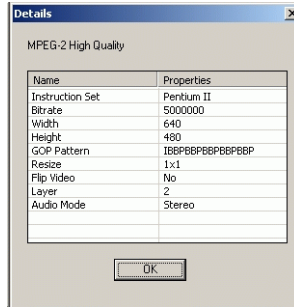 Details
MPEG-2 High Quality
Name Properties
Instruction Set Pentium II
Bitrate 5000000
Width 640
Height 480
GOP Pattern IBBPBBPBBPBBPBBP
Resize 1x1
Flip Video No
Layer 2
Audio Mode Stereo
OK